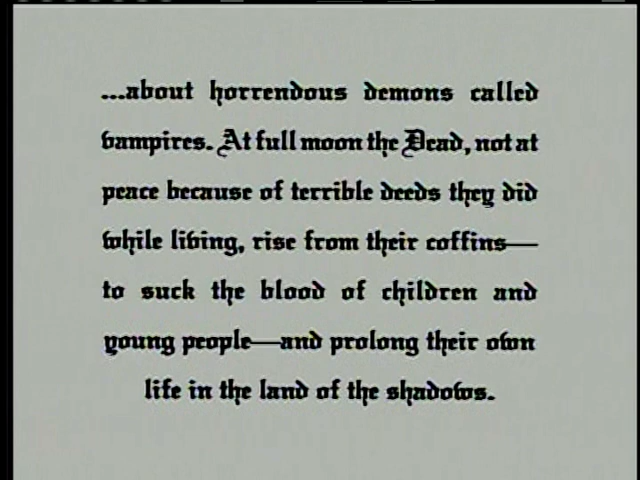 ...about horrendous demons called
vampires. At full moon the Dead, not at
peace because of terrible deeds they did
while living, rise from their coffins—
to suck the blood of children and
young people—and prolong their own
life in the land of the shadows.